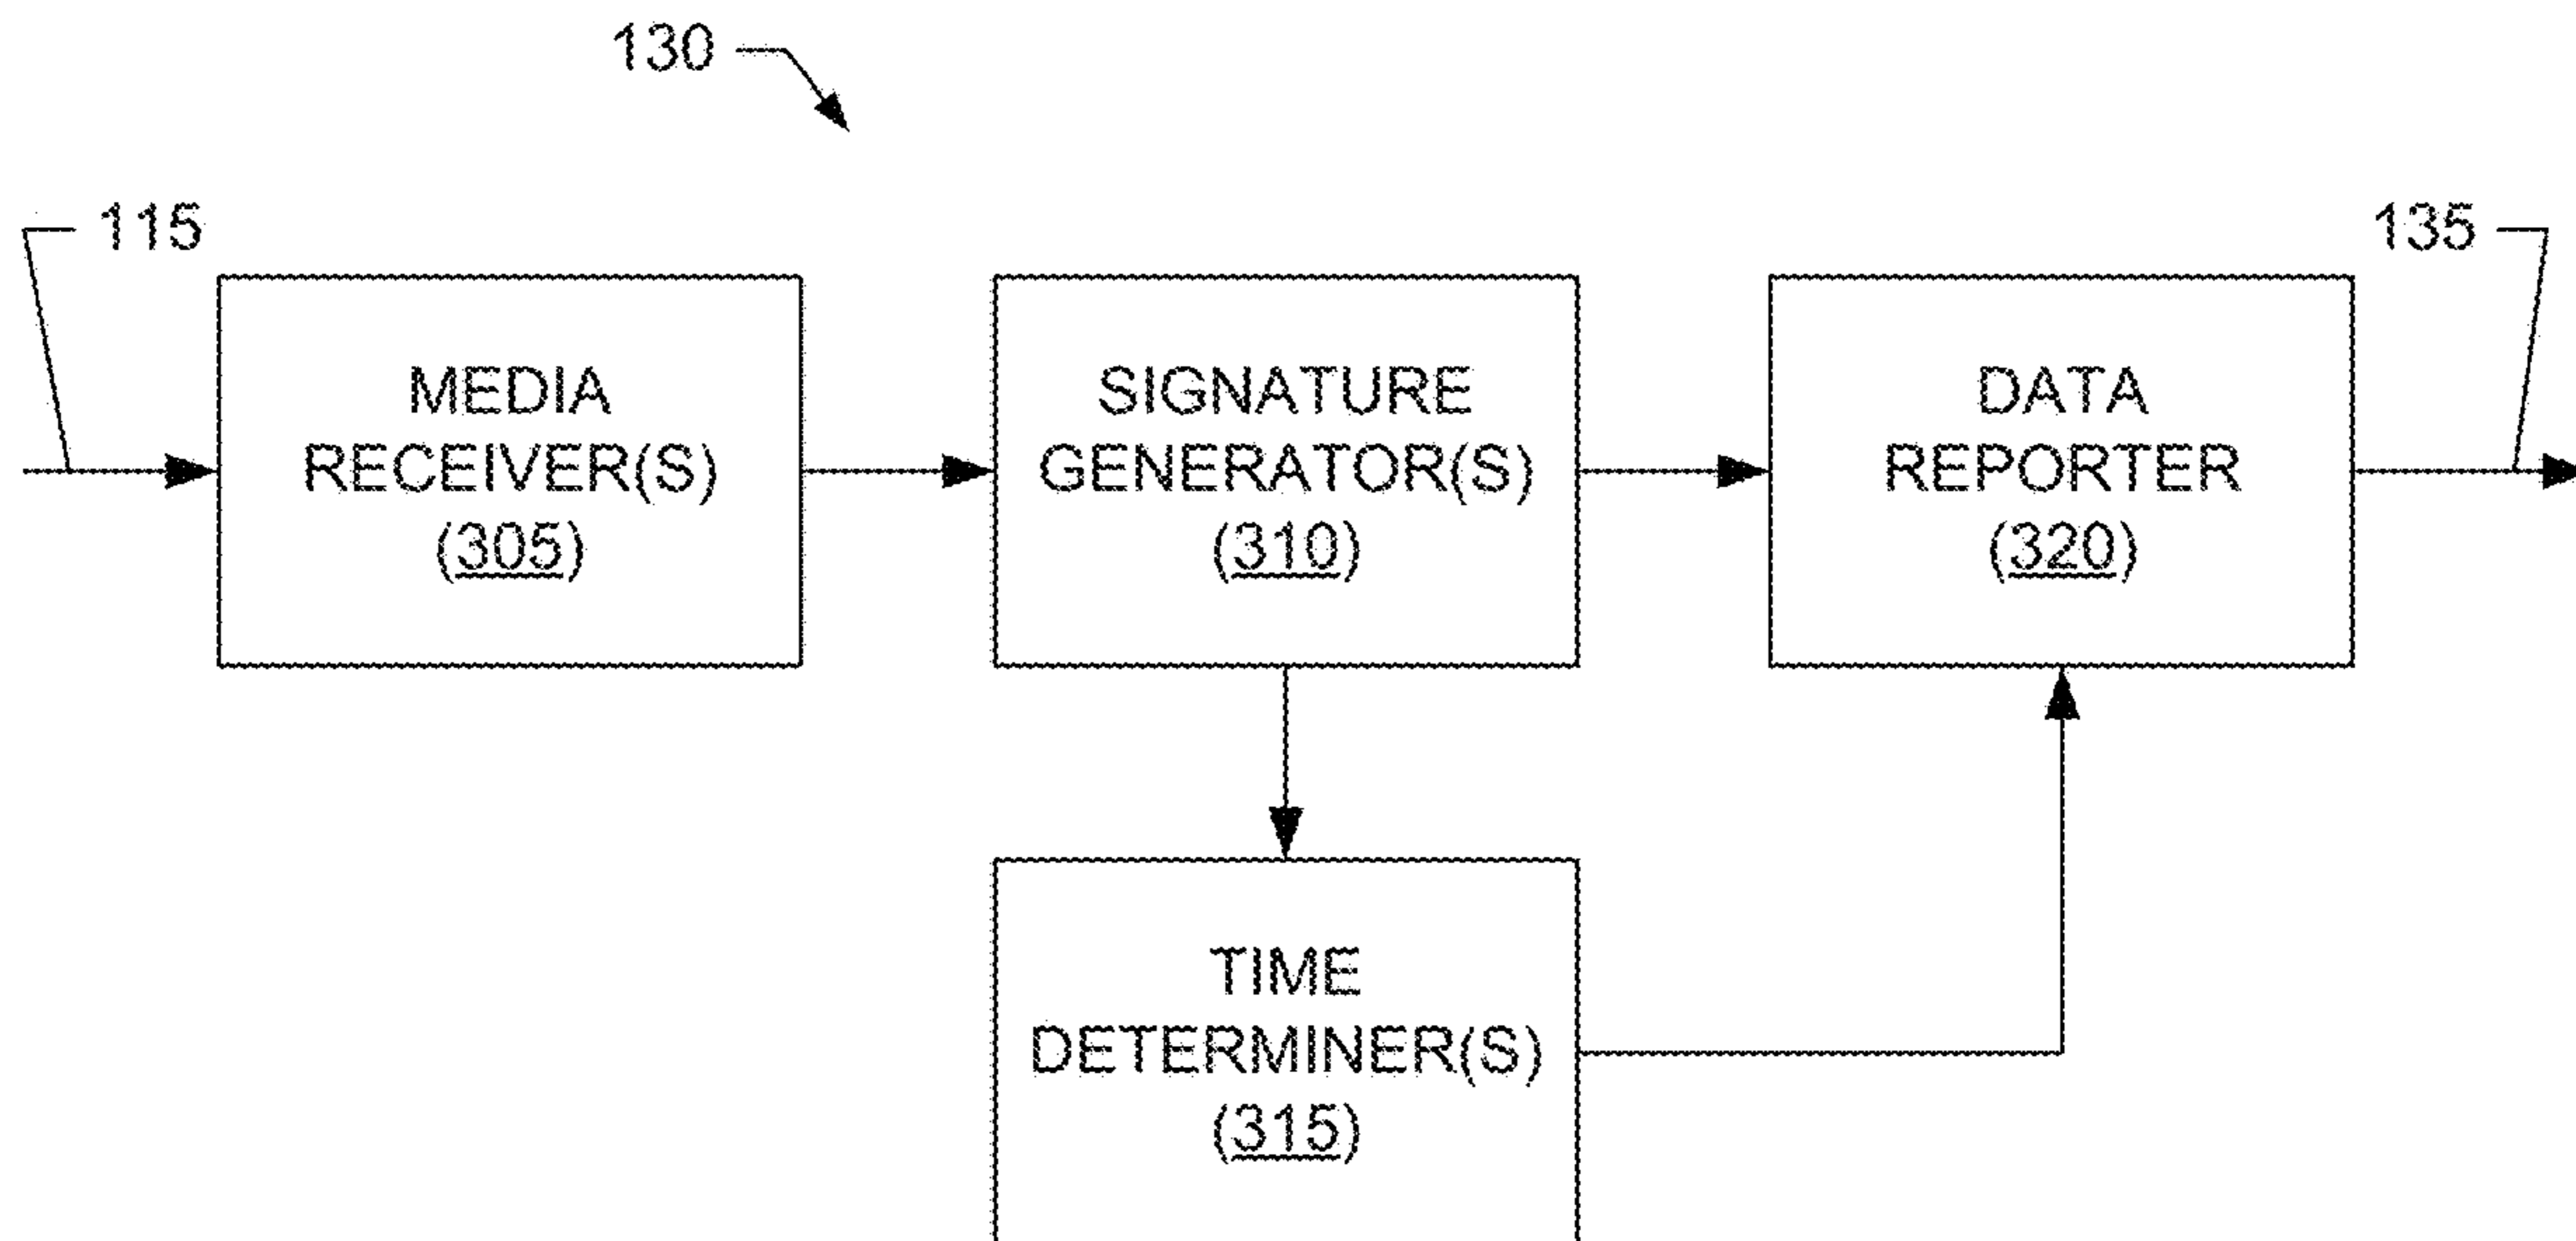 130
115
135
MEDIA
RECEIVER(S)
(305)
SIGNATURE
GENERATOR(S)
(310)
DATA
REPORTER
(320)
TIME
DETERMINER(S)
(315)